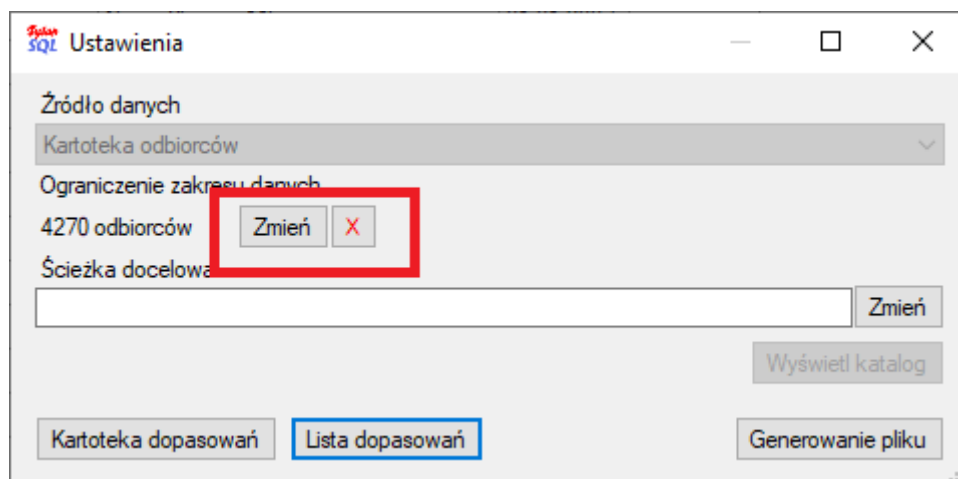 Tytan SQL Ustawienia
Źródło danych
Kartoteka odbiorców
Ograniczenie zakresu danych
4270 odbiorców Zmień X
Ścieżka docelowa
Zmień
Wyświetl katalog
Kartoteka dopasowań Lista dopasowań Generowanie pliku